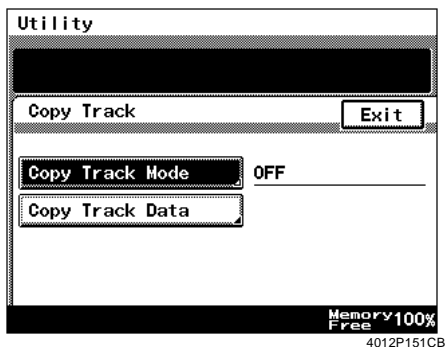 Utility
Copy Track
Exit
Copy Track Mode
OFF
Copy Track Data
Memory
Free 100%
4012P151CB